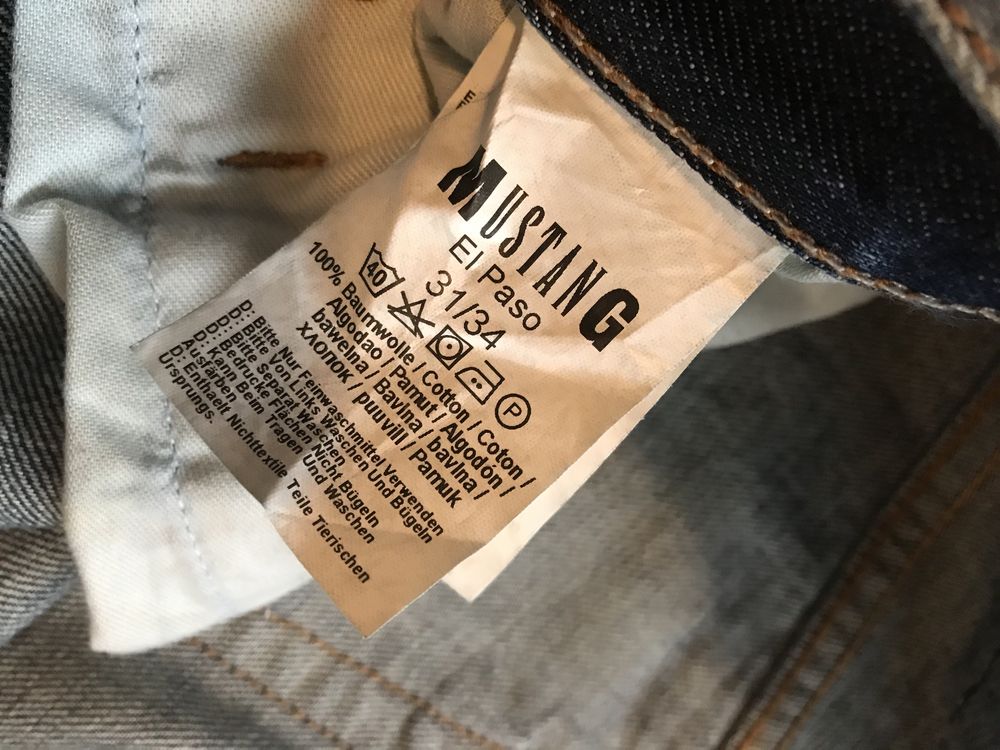 MUSTANG
El Paso
31/34
40 P
100% Baumwolle / Cotton / Coton /
Algodao / Pamut / Algodón /
bawelna / Bavlna / bavlna /
хлопок / puuvill / Pamuk
D: Bitte Nur Feinwaschmittel Verwenden
D: Bitte Von Links Waschen Und Bügeln
D: Bitte Separat Waschen
D: Bedruckte Flächen Nicht Bügeln
D: Kann Beim Tragen Und Waschen
Ausfärben
D: Enthaelt Nichttextile Teile Tierischen
Ursprungs.